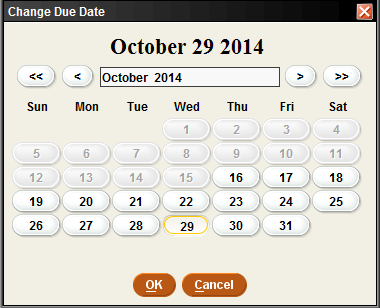 Change Due Date
October 29 2014
<< < October 2014 > >>
Sun Mon Tue Wed Thu Fri Sat
1 2 3 4
5 6 7 8 9 10 11
12 13 14 15 16 17 18
19 20 21 22 23 24 25
26 27 28 29 30 31
OK Cancel